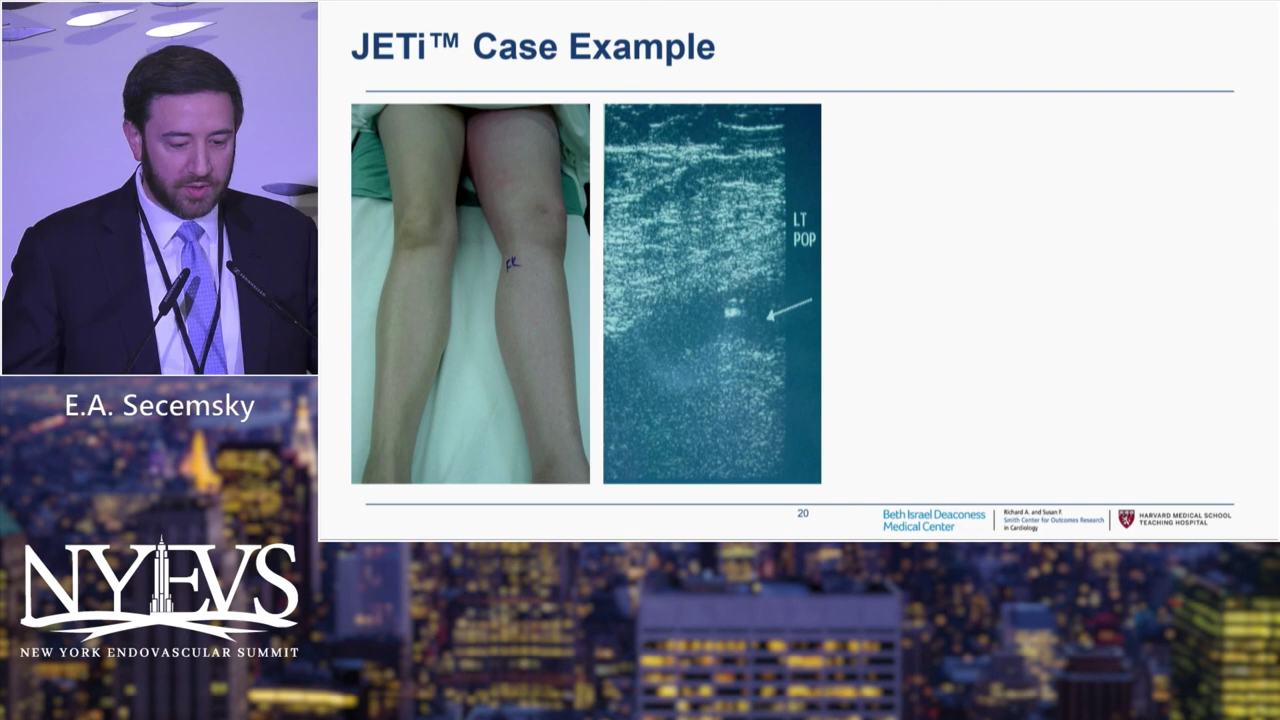 JETi™ Case Example
LT
POP
E.A. Secemsky
20
Beth Israel Deaconess
Medical Center
Richard A. and Susan F.
Smith Center for Outcomes Research
in Cardiology
HARVARD MEDICAL SCHOOL
TEACHING HOSPITAL
NYEVS
NEW YORK ENDOVASCULAR SUMMIT